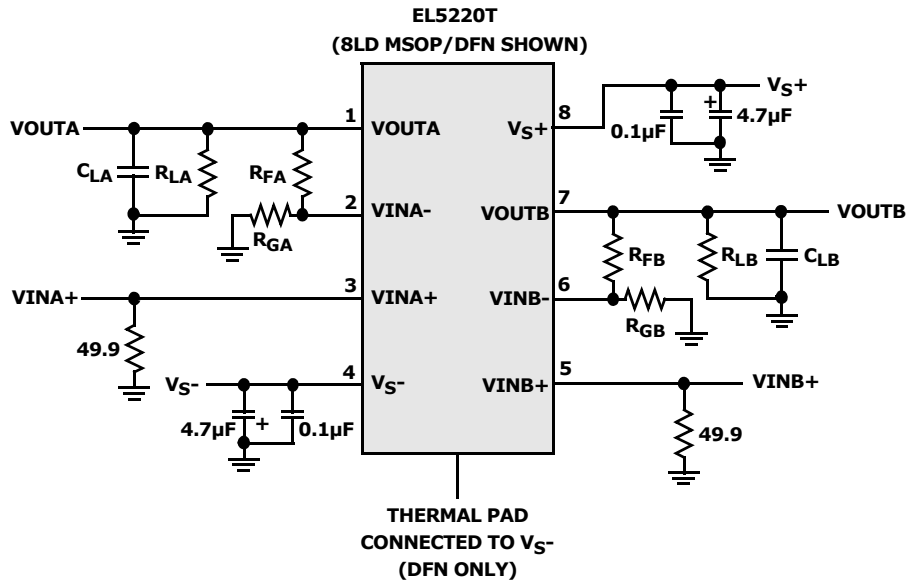 EL5220T
(8LD MSOP/DFN SHOWN)
VOUTA
1
VOUTA
CLA
RLA
RFA
2
VINA-
RGA
VINA+
3
VINA+
49.9
VS-
4
VS-
4.7µF
+
0.1µF
8
VS+
VS+
0.1µF
+
4.7µF
7
VOUTB
VOUTB
RFB
RLB
CLB
6
VINB-
RGB
5
VINB+
VINB+
49.9
THERMAL PAD
CONNECTED TO VS-
(DFN ONLY)